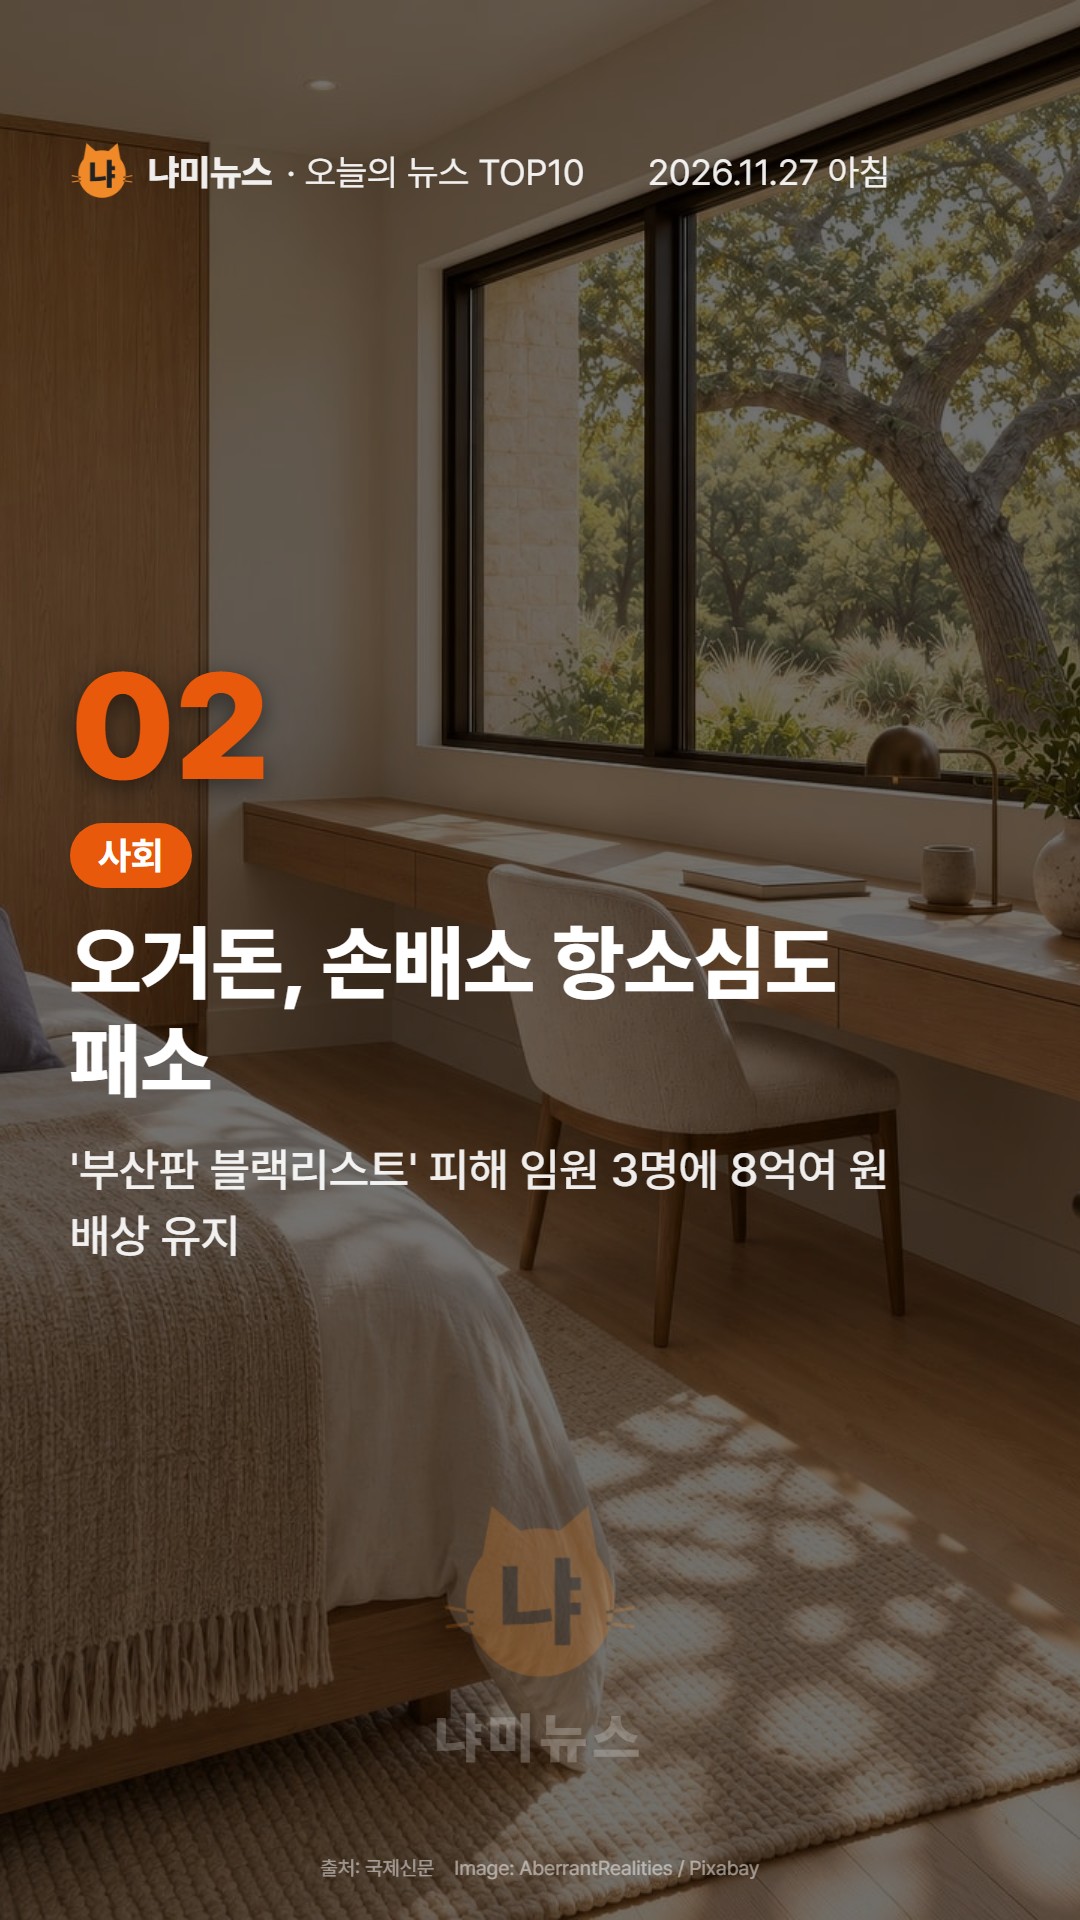 냐 냐미뉴스 · 오늘의 뉴스 TOP10 2026.11.27 아침
02
사회
오거돈, 손배소 항소심도
패소
'부산판 블랙리스트' 피해 임원 3명에 8억여 원
배상 유지
냐
냐미뉴스
출처: 국제신문 Image: AberrantRealities / Pixabay